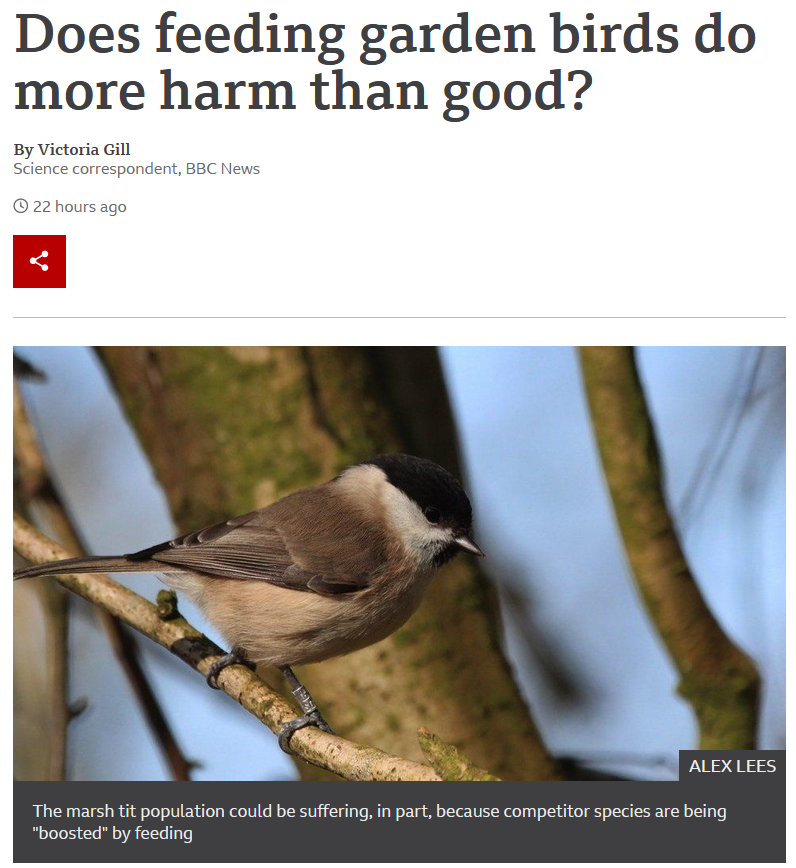 Does feeding garden birds do
more harm than good?
By Victoria Gill
Science correspondent, BBC News
22 hours ago
ALEX LEES
The marsh tit population could be suffering, in part, because competitor species are being
"boosted" by feeding